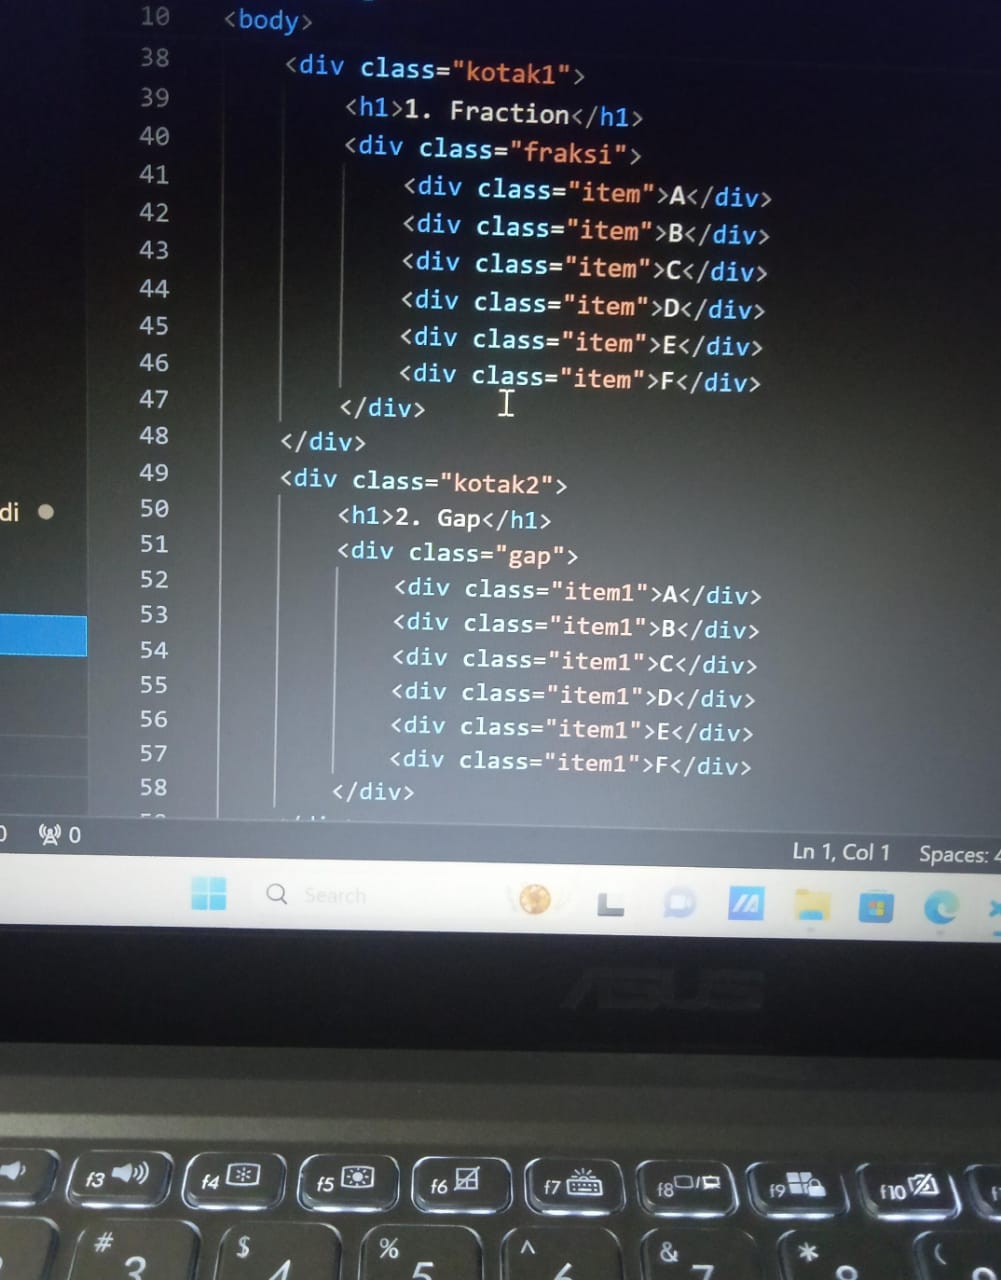 10 <body>
38 <div class="kotak1">
39 <h1>1. Fraction</h1>
40 <div class="fraksi">
41 <div class="item">A</div>
42 <div class="item">B</div>
43 <div class="item">C</div>
44 <div class="item">D</div>
45 <div class="item">E</div>
46 <div class="item">F</div>
47 </div>
48 </div>
49 <div class="kotak2">
50 <h1>2. Gap</h1>
di
51 <div class="gap">
52 <div class="item1">A</div>
53 <div class="item1">B</div>
54 <div class="item1">C</div>
55 <div class="item1">D</div>
56 <div class="item1">E</div>
57 <div class="item1">F</div>
58 </div>
0 0 Ln 1, Col 1 Spaces: 4
Search
ASUS
f3 f4 f5 f6 f7 f8 f9 f10
# $ % ^ & * (
3 4 5 6 7 8 9